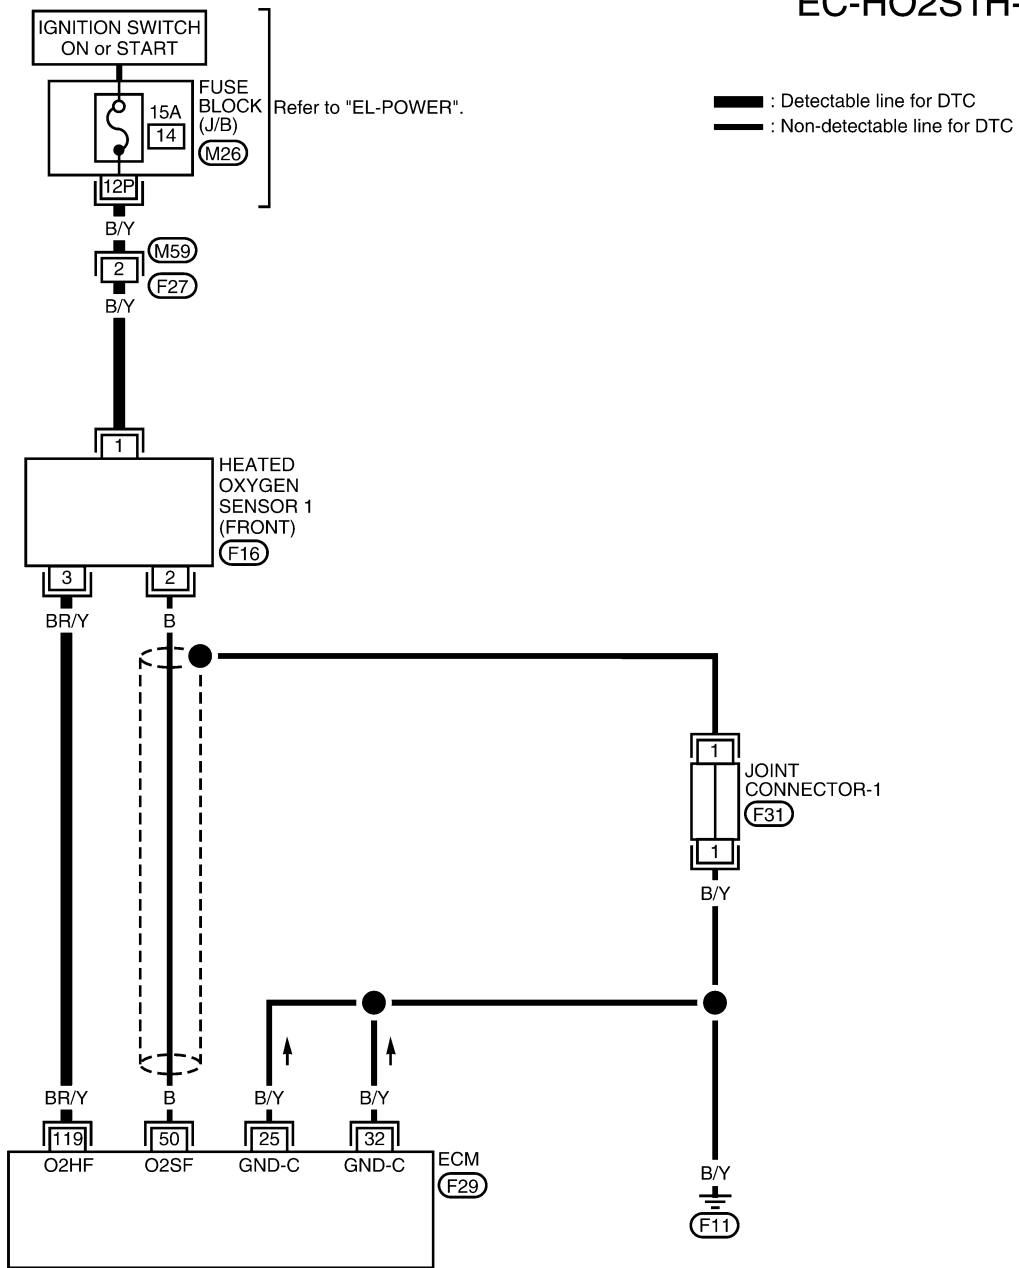 EC-HO2S1H-
IGNITION SWITCH
ON or START
FUSE
BLOCK
(J/B)
M26
15A
14
Refer to "EL-POWER".
: Detectable line for DTC
: Non-detectable line for DTC
12P
B/Y
M59
2
F27
B/Y
1
HEATED
OXYGEN
SENSOR 1
(FRONT)
F16
3
2
BR/Y
B
1
JOINT
CONNECTOR-1
F31
1
B/Y
BR/Y
B
B/Y
B/Y
119
50
25
32
O2HF
O2SF
GND-C
GND-C
ECM
F29
B/Y
F11